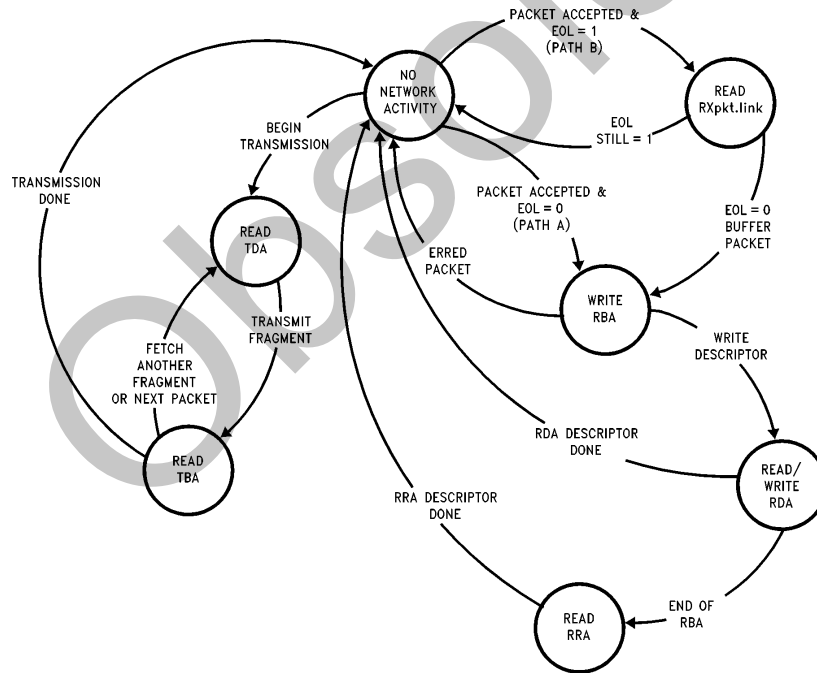 PACKET ACCEPTED &
EOL = 1
(PATH B)
NO
NETWORK
ACTIVITY
READ
RXpkt.link
EOL
STILL = 1
BEGIN
TRANSMISSION
TRANSMISSION
DONE
PACKET ACCEPTED &
EOL = 0
(PATH A)
EOL = 0
BUFFER
PACKET
READ
TDA
ERRED
PACKET
WRITE
RBA
TRANSMIT
FRAGMENT
WRITE
DESCRIPTOR
FETCH
ANOTHER
FRAGMENT
OR NEXT PACKET
READ
TBA
RDA DESCRIPTOR
DONE
READ/
WRITE
RDA
RRA DESCRIPTOR
DONE
END OF
RBA
READ
RRA
Obsole